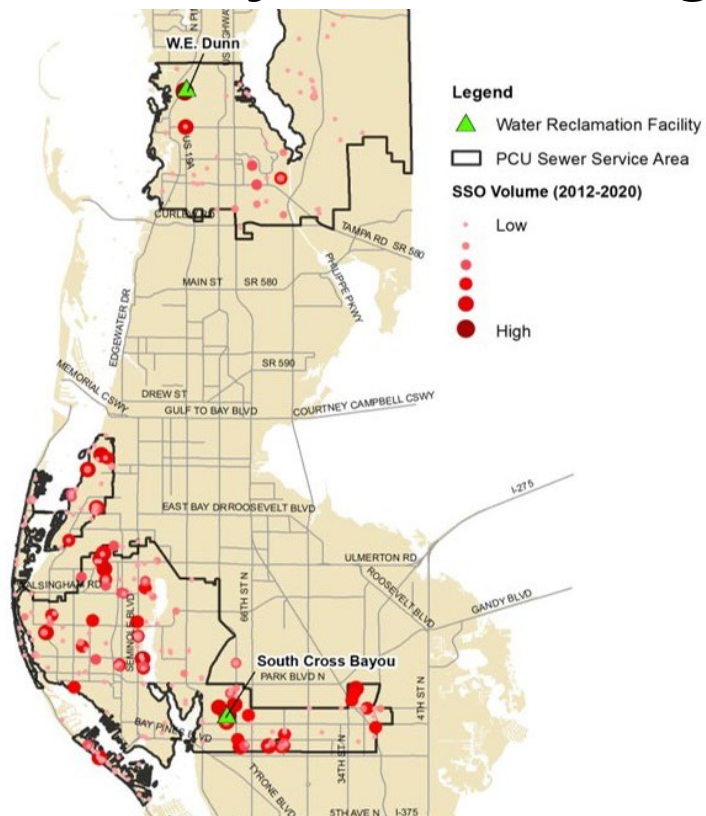 W.E. Dunn
US 19A
CURLEW RD
TAMPA RD SR 580
PHILIPPE PKWY
MAIN ST SR 580
EDGEWATER DR
SR 590
MEMORIAL CSWY
DREW ST
GULF TO BAY BLVD
COURTNEY CAMPBELL CSWY
I-275
EAST BAY DR
ROOSEVELT BLVD
ULMERTON RD
ROOSEVELT BLVD
GANDY BLVD
ALSINGHAM RD
66TH ST N
SEMINOLE BLVD
South Cross Bayou
PARK BLVD N
4TH ST N
BAY PINES BLVD
34TH ST N
TYRONE BLVD
5TH AVE N
I-375
Legend
Water Reclamation Facility
PCU Sewer Service Area
SSO Volume (2012-2020)
Low
High